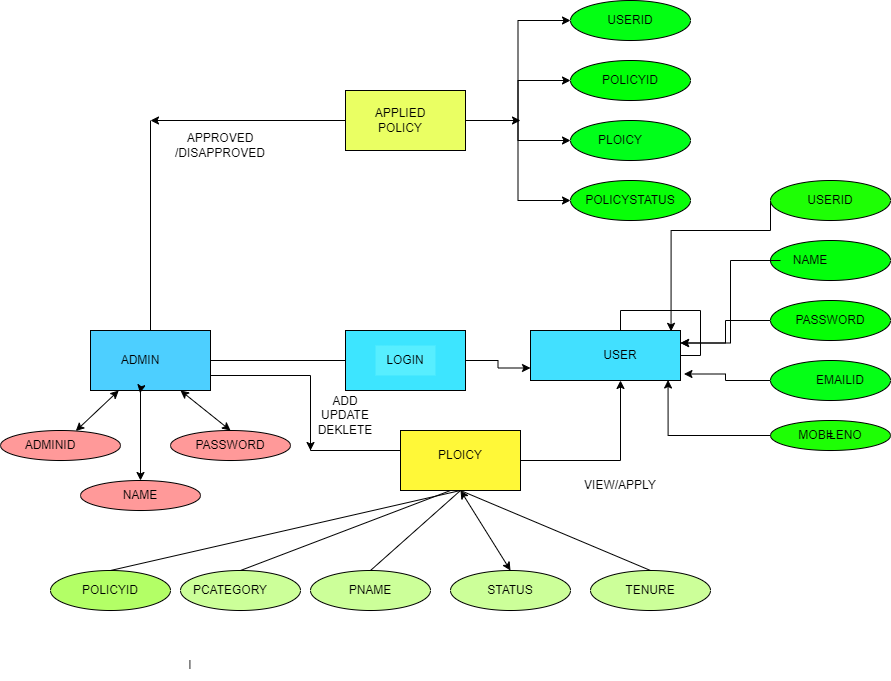 USERID
POLICYID
APPLIED
POLICY
APPROVED
/DISAPPROVED
PLOICY
POLICYSTATUS
USERID
NAME
PASSWORD
EMAILID
MOBILENO
ADMIN
LOGIN
USER
ADD
UPDATE
DEKLETE
ADMINID
PASSWORD
NAME
PLOICY
VIEW/APPLY
POLICYID
PCATEGORY
PNAME
STATUS
TENURE
|